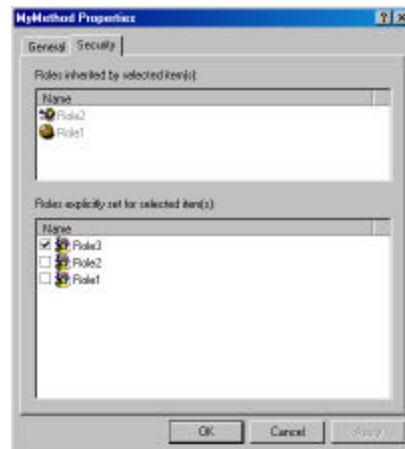 MyMethod Properties
General Security
Roles inherited by selected item(s):
Name
Role2
Role1
Roles explicitly set for selected item(s):
Name
Role3
Role2
Role1
OK Cancel Apply